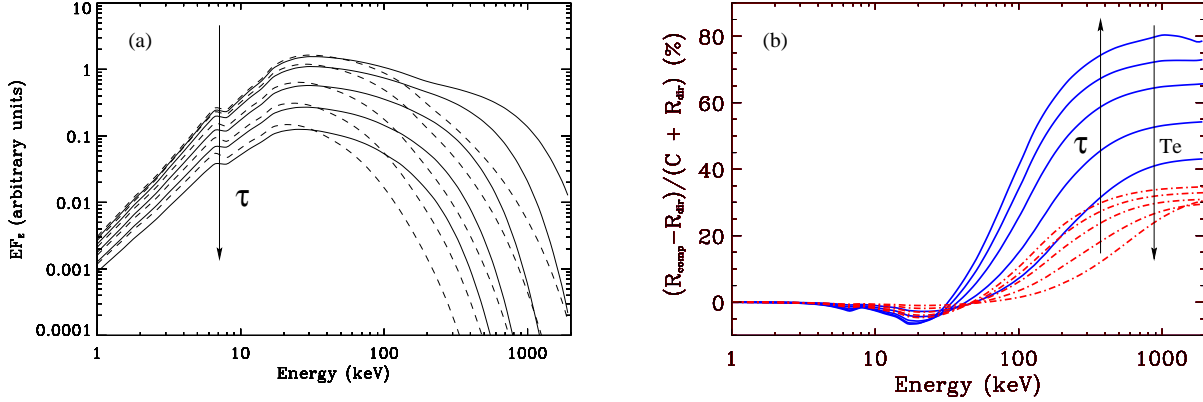 (a)
EF_E (arbitrary units)
10
1
0.1
0.01
0.001
0.0001
τ
1
10
100
1000
Energy (keV)
(b)
(R_comp−R_dir)/(C + R_dir) (%)
80
60
40
20
0
τ
Te
1
10
100
1000
Energy (keV)